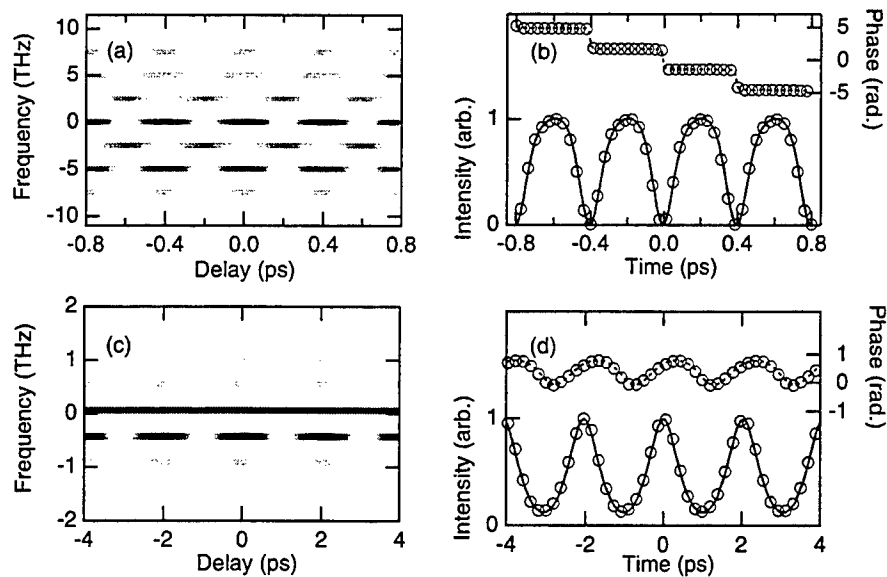 (a)
Frequency (THz)
10
5
0
-5
-10
-0.8 -0.4 0.0 0.4 0.8
Delay (ps)
(b)
Intensity (arb.)
1
0
Phase (rad.)
5
0
-5
-0.8 -0.4 0.0 0.4 0.8
Time (ps)
(c)
Frequency (THz)
2
1
0
-1
-2
-4 -2 0 2 4
Delay (ps)
(d)
Intensity (arb.)
1
0
Phase (rad.)
1
0
-1
-4 -2 0 2 4
Time (ps)